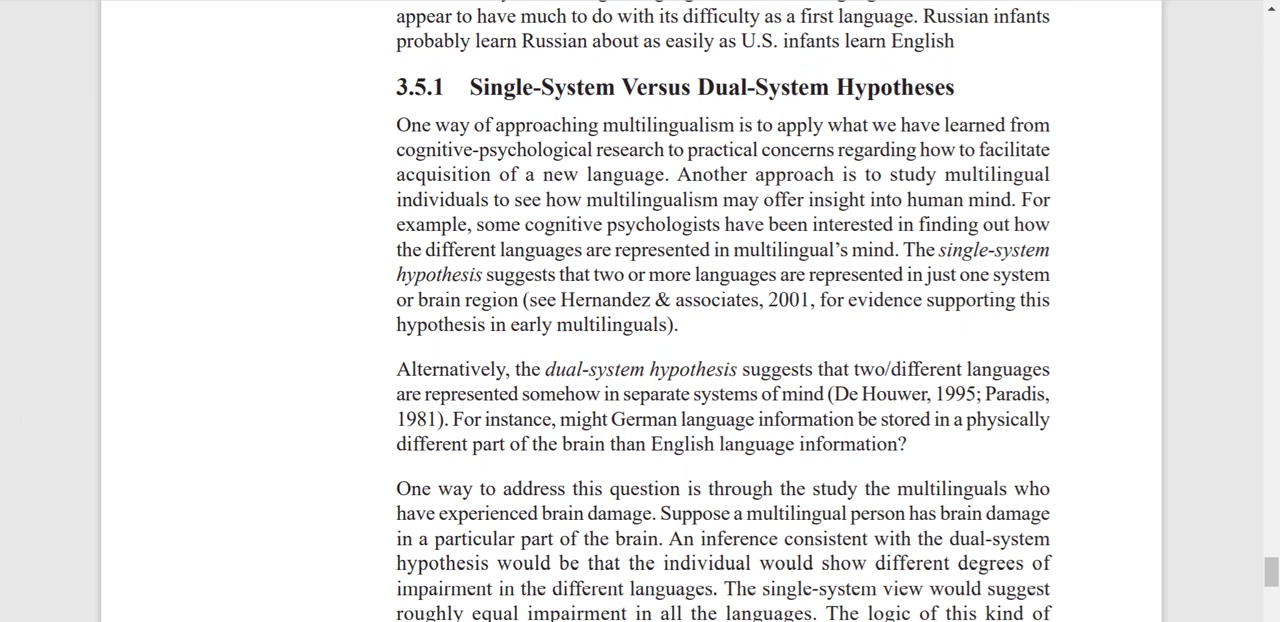 appear to have much to do with its difficulty as a first language. Russian infants
probably learn Russian about as easily as U.S. infants learn English
3.5.1 Single-System Versus Dual-System Hypotheses
One way of approaching multilingualism is to apply what we have learned from
cognitive-psychological research to practical concerns regarding how to facilitate
acquisition of a new language. Another approach is to study multilingual
individuals to see how multilingualism may offer insight into human mind. For
example, some cognitive psychologists have been interested in finding out how
the different languages are represented in multilingual’s mind. The single-system
hypothesis suggests that two or more languages are represented in just one system
or brain region (see Hernandez & associates, 2001, for evidence supporting this
hypothesis in early multilinguals).
Alternatively, the dual-system hypothesis suggests that two/different languages
are represented somehow in separate systems of mind (De Houwer, 1995; Paradis,
1981). For instance, might German language information be stored in a physically
different part of the brain than English language information?
One way to address this question is through the study the multilinguals who
have experienced brain damage. Suppose a multilingual person has brain damage
in a particular part of the brain. An inference consistent with the dual-system
hypothesis would be that the individual would show different degrees of
impairment in the different languages. The single-system view would suggest
roughly equal impairment in all the languages. The logic of this kind of